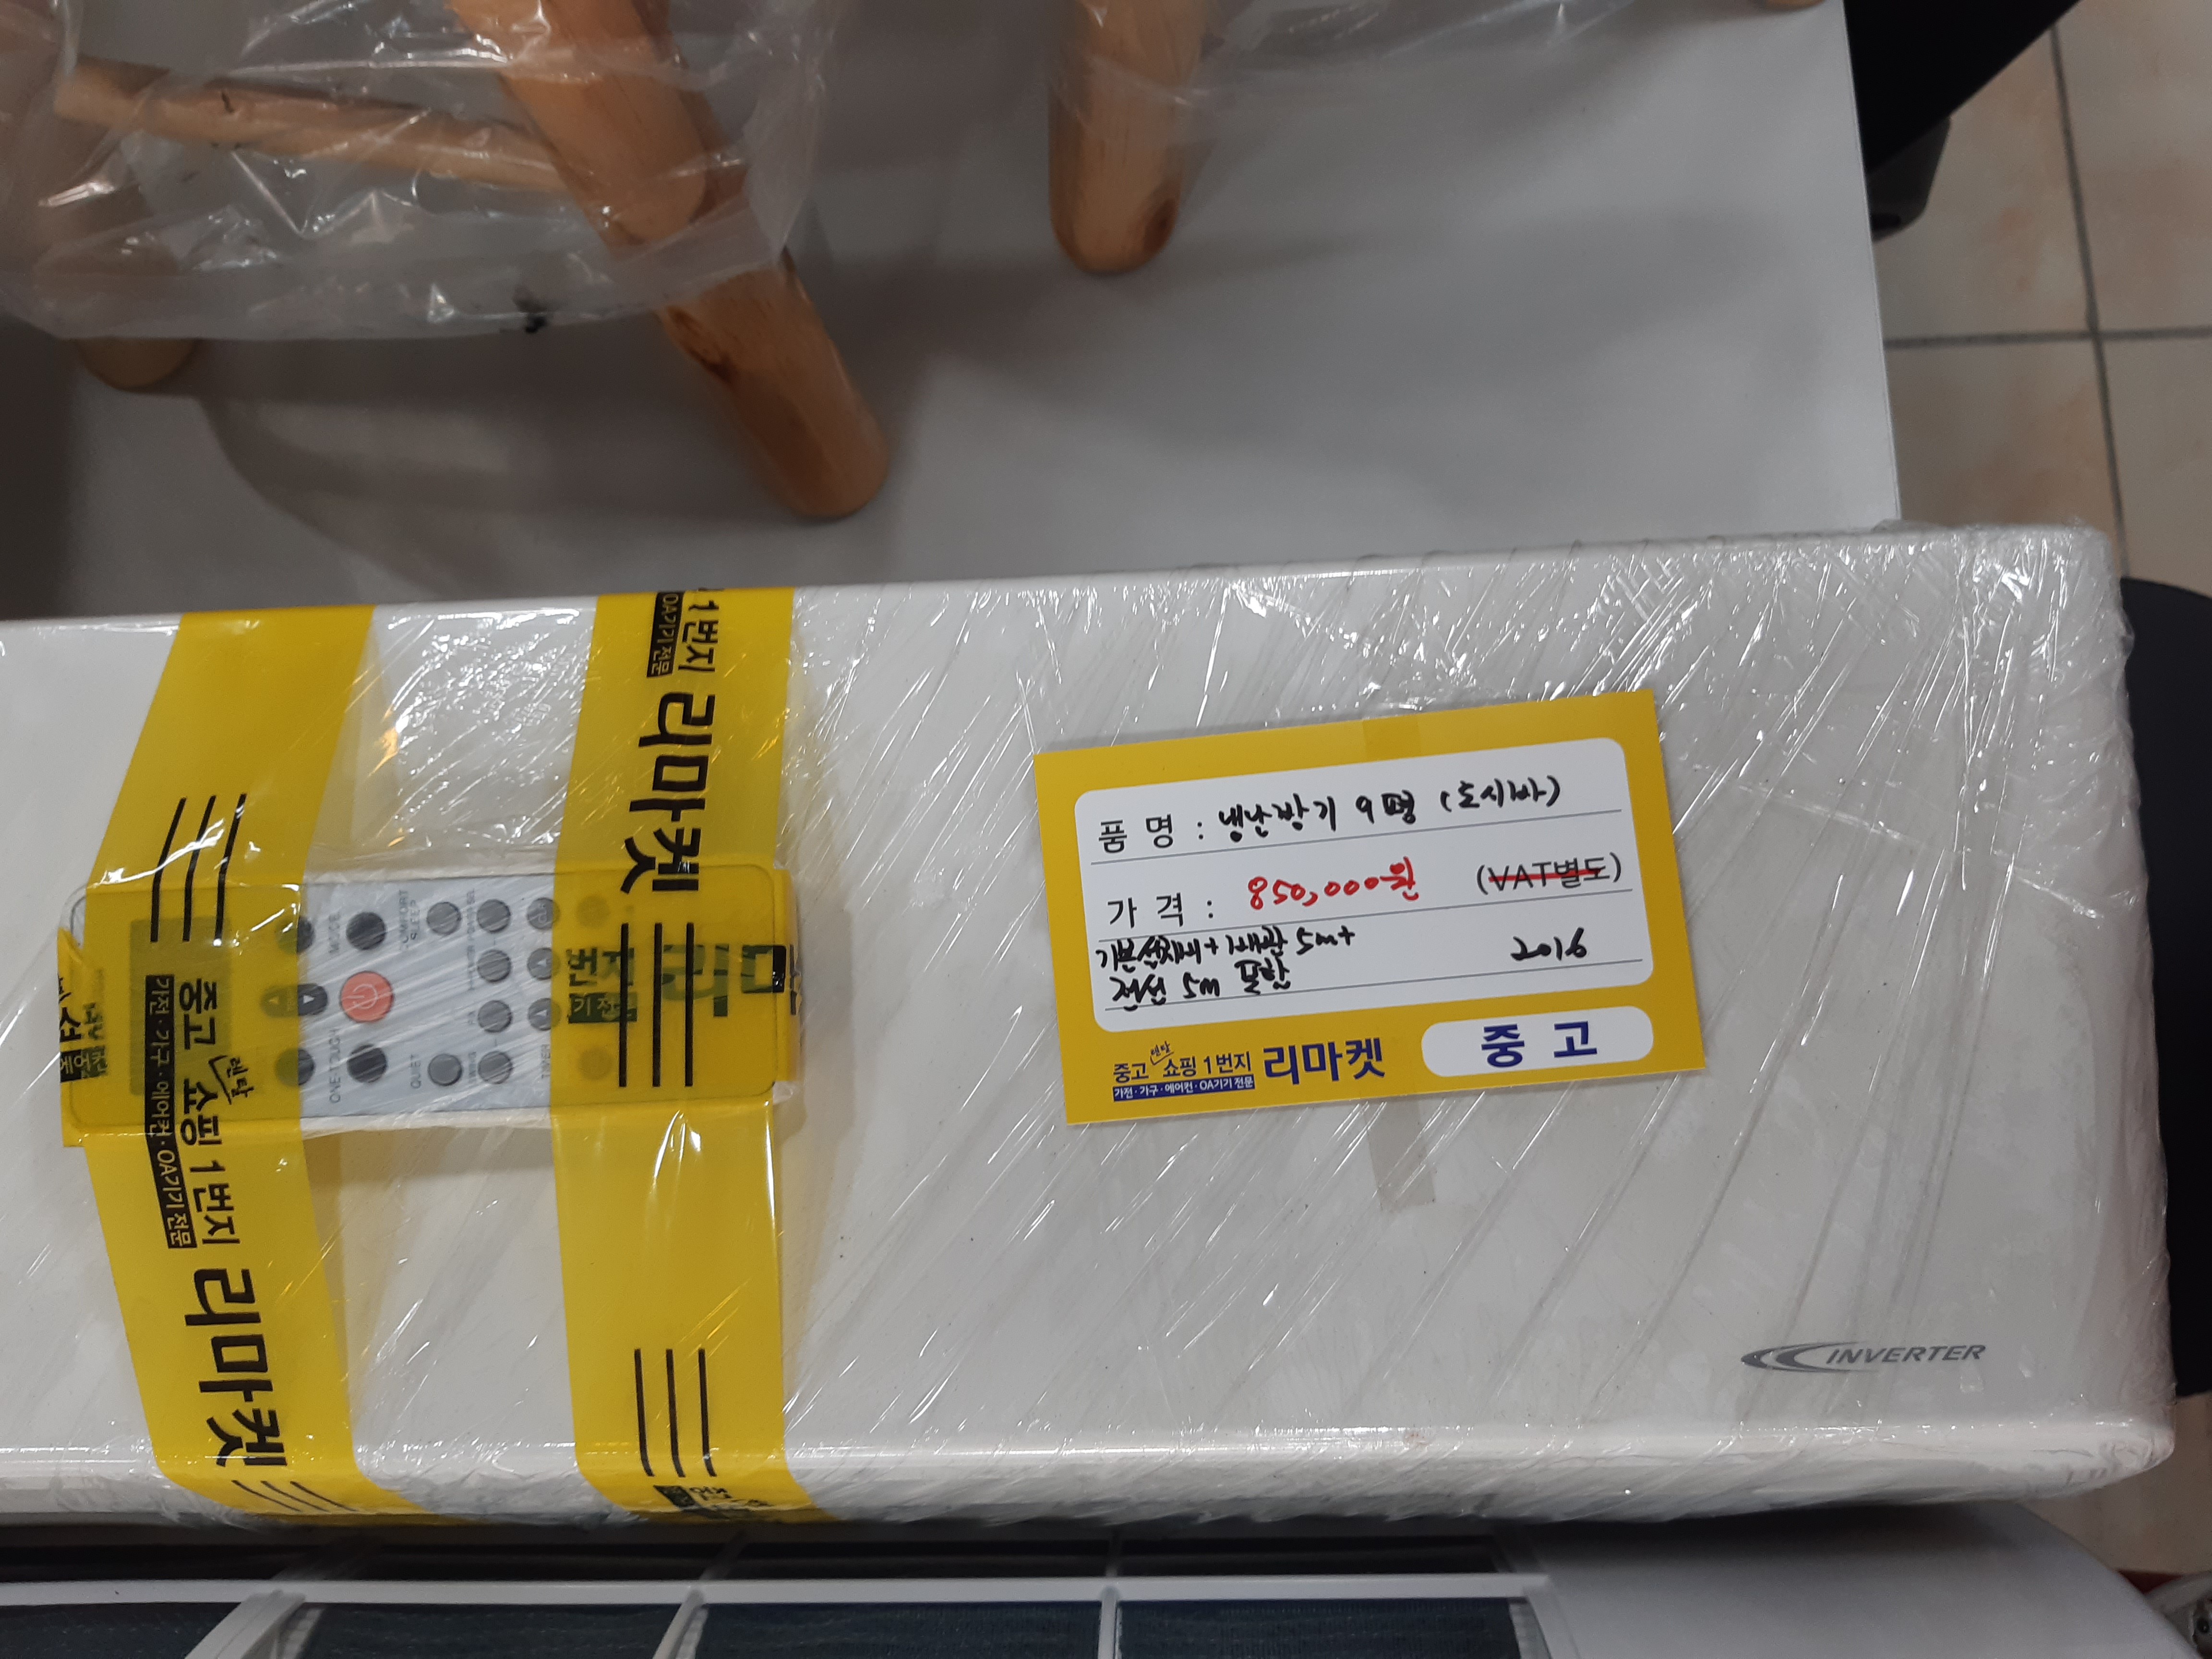 품 명 : 냉난방기 9평 (도시바)
가 격 : 850,000원 (VAT별도)
기본설치비 + 배관 5m +
2016
전선 5m 포함
중고 렌탈 쇼핑 1번지 리마켓
가전·가구·에어컨·OA기기 전문
중 고
INVERTER
1번지 리마켓
OA기기 전문
중고 렌탈 쇼핑 1번지 리마켓
가전·가구·에어컨·OA기기 전문
ONE TOUCH
QUIET
TIMER